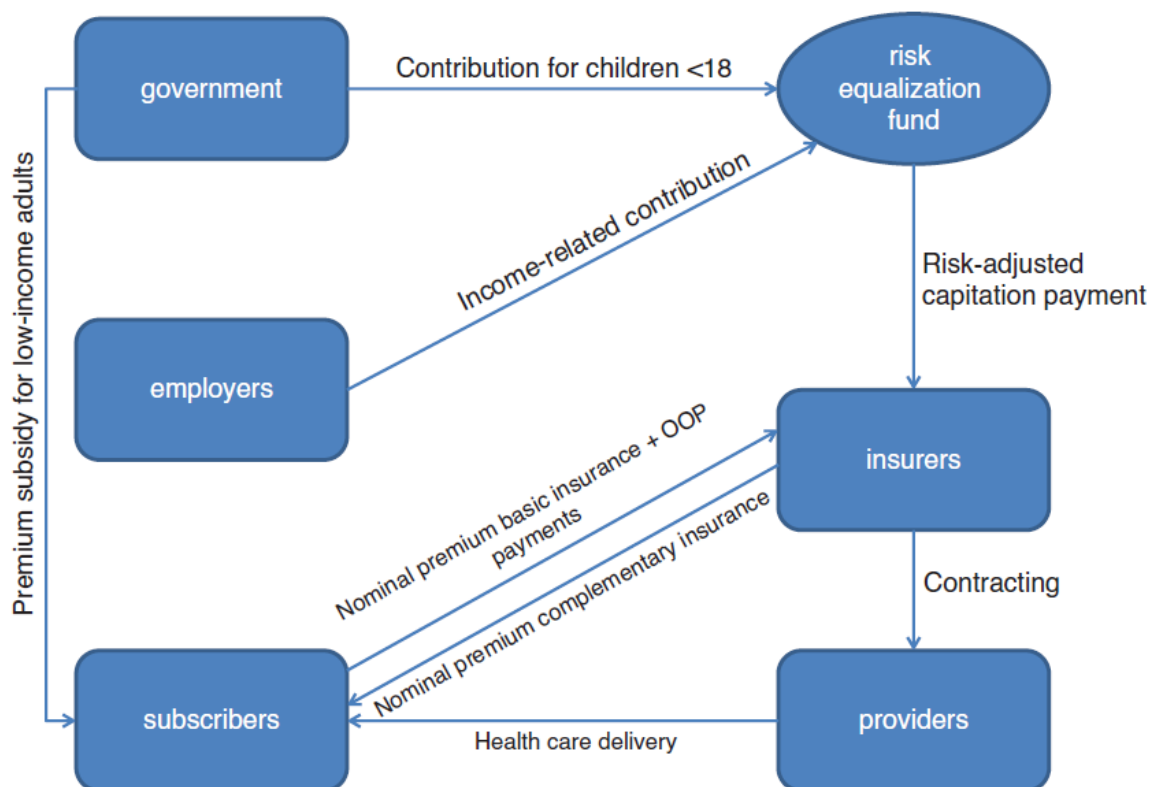 government
Contribution for children <18
risk
equalization
fund
Premium subsidy for low-income adults
Income-related contribution
Risk-adjusted
capitation payment
employers
insurers
Nominal premium basic insurance + OOP
payments
Nominal premium complementary insurance
Contracting
subscribers
Health care delivery
providers